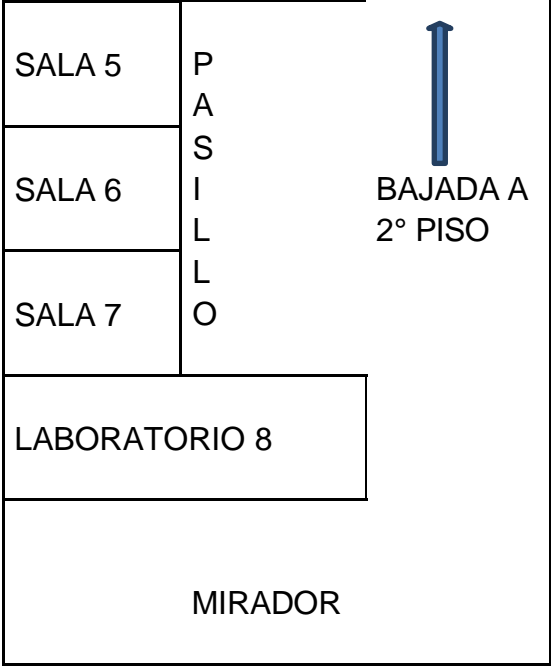 SALA 5
P
A
S
I
L
L
O
BAJADA A
2° PISO
SALA 6
SALA 7
LABORATORIO 8
MIRADOR